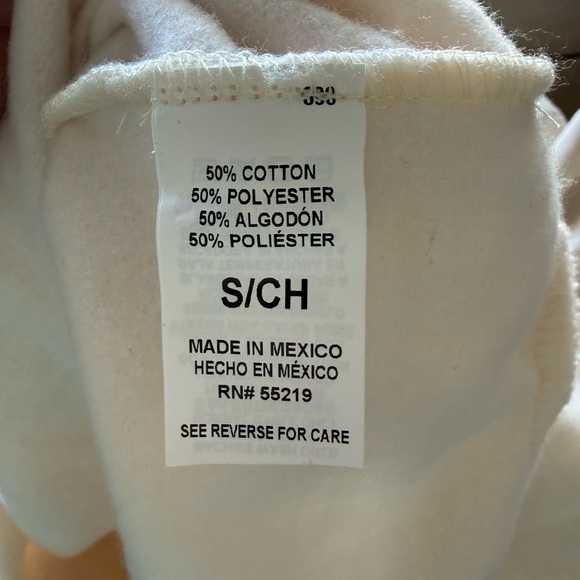 50% COTTON
50% POLYESTER
50% ALGODÓN
50% POLIÉSTER
S/CH
MADE IN MEXICO
HECHO EN MÉXICO
RN# 55219
SEE REVERSE FOR CARE